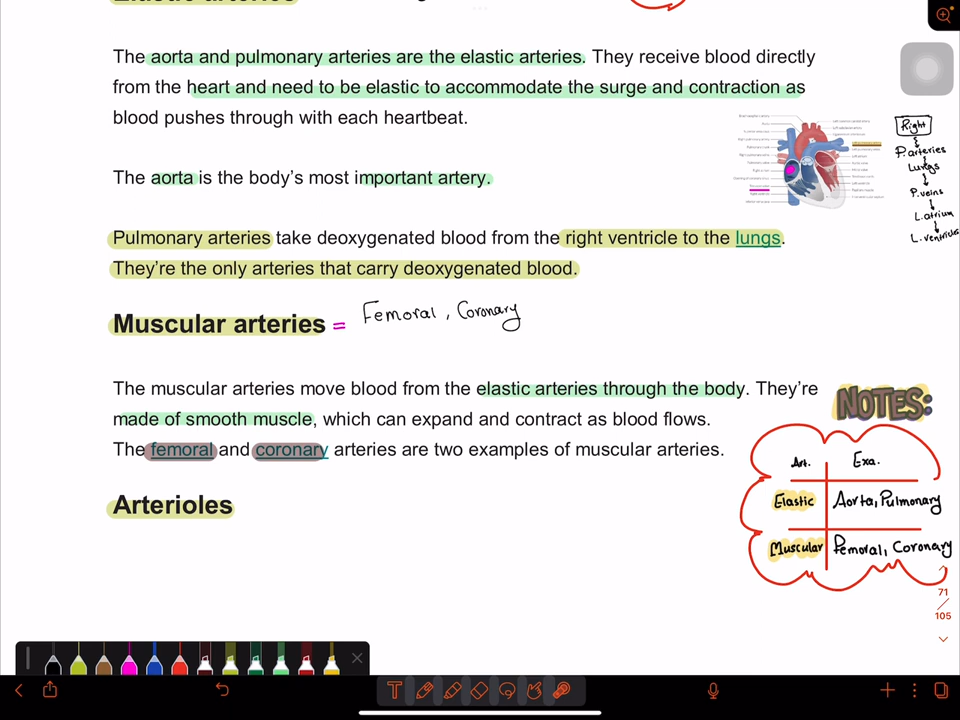 The aorta and pulmonary arteries are the elastic arteries. They receive blood directly
from the heart and need to be elastic to accommodate the surge and contraction as
blood pushes through with each heartbeat.
The aorta is the body’s most important artery.
Right
P.arteries
Lungs
P.veins
L.atrium
L.ventricles
Pulmonary arteries take deoxygenated blood from the right ventricle to the lungs.
They’re the only arteries that carry deoxygenated blood.
Muscular arteries = Femoral, Coronary
The muscular arteries move blood from the elastic arteries through the body. They’re
made of smooth muscle, which can expand and contract as blood flows.
The femoral and coronary arteries are two examples of muscular arteries.
NOTES:
Art. Exa.
Elastic Aorta, Pulmonary
Muscular Femoral, Coronary
Arterioles
71
/
105